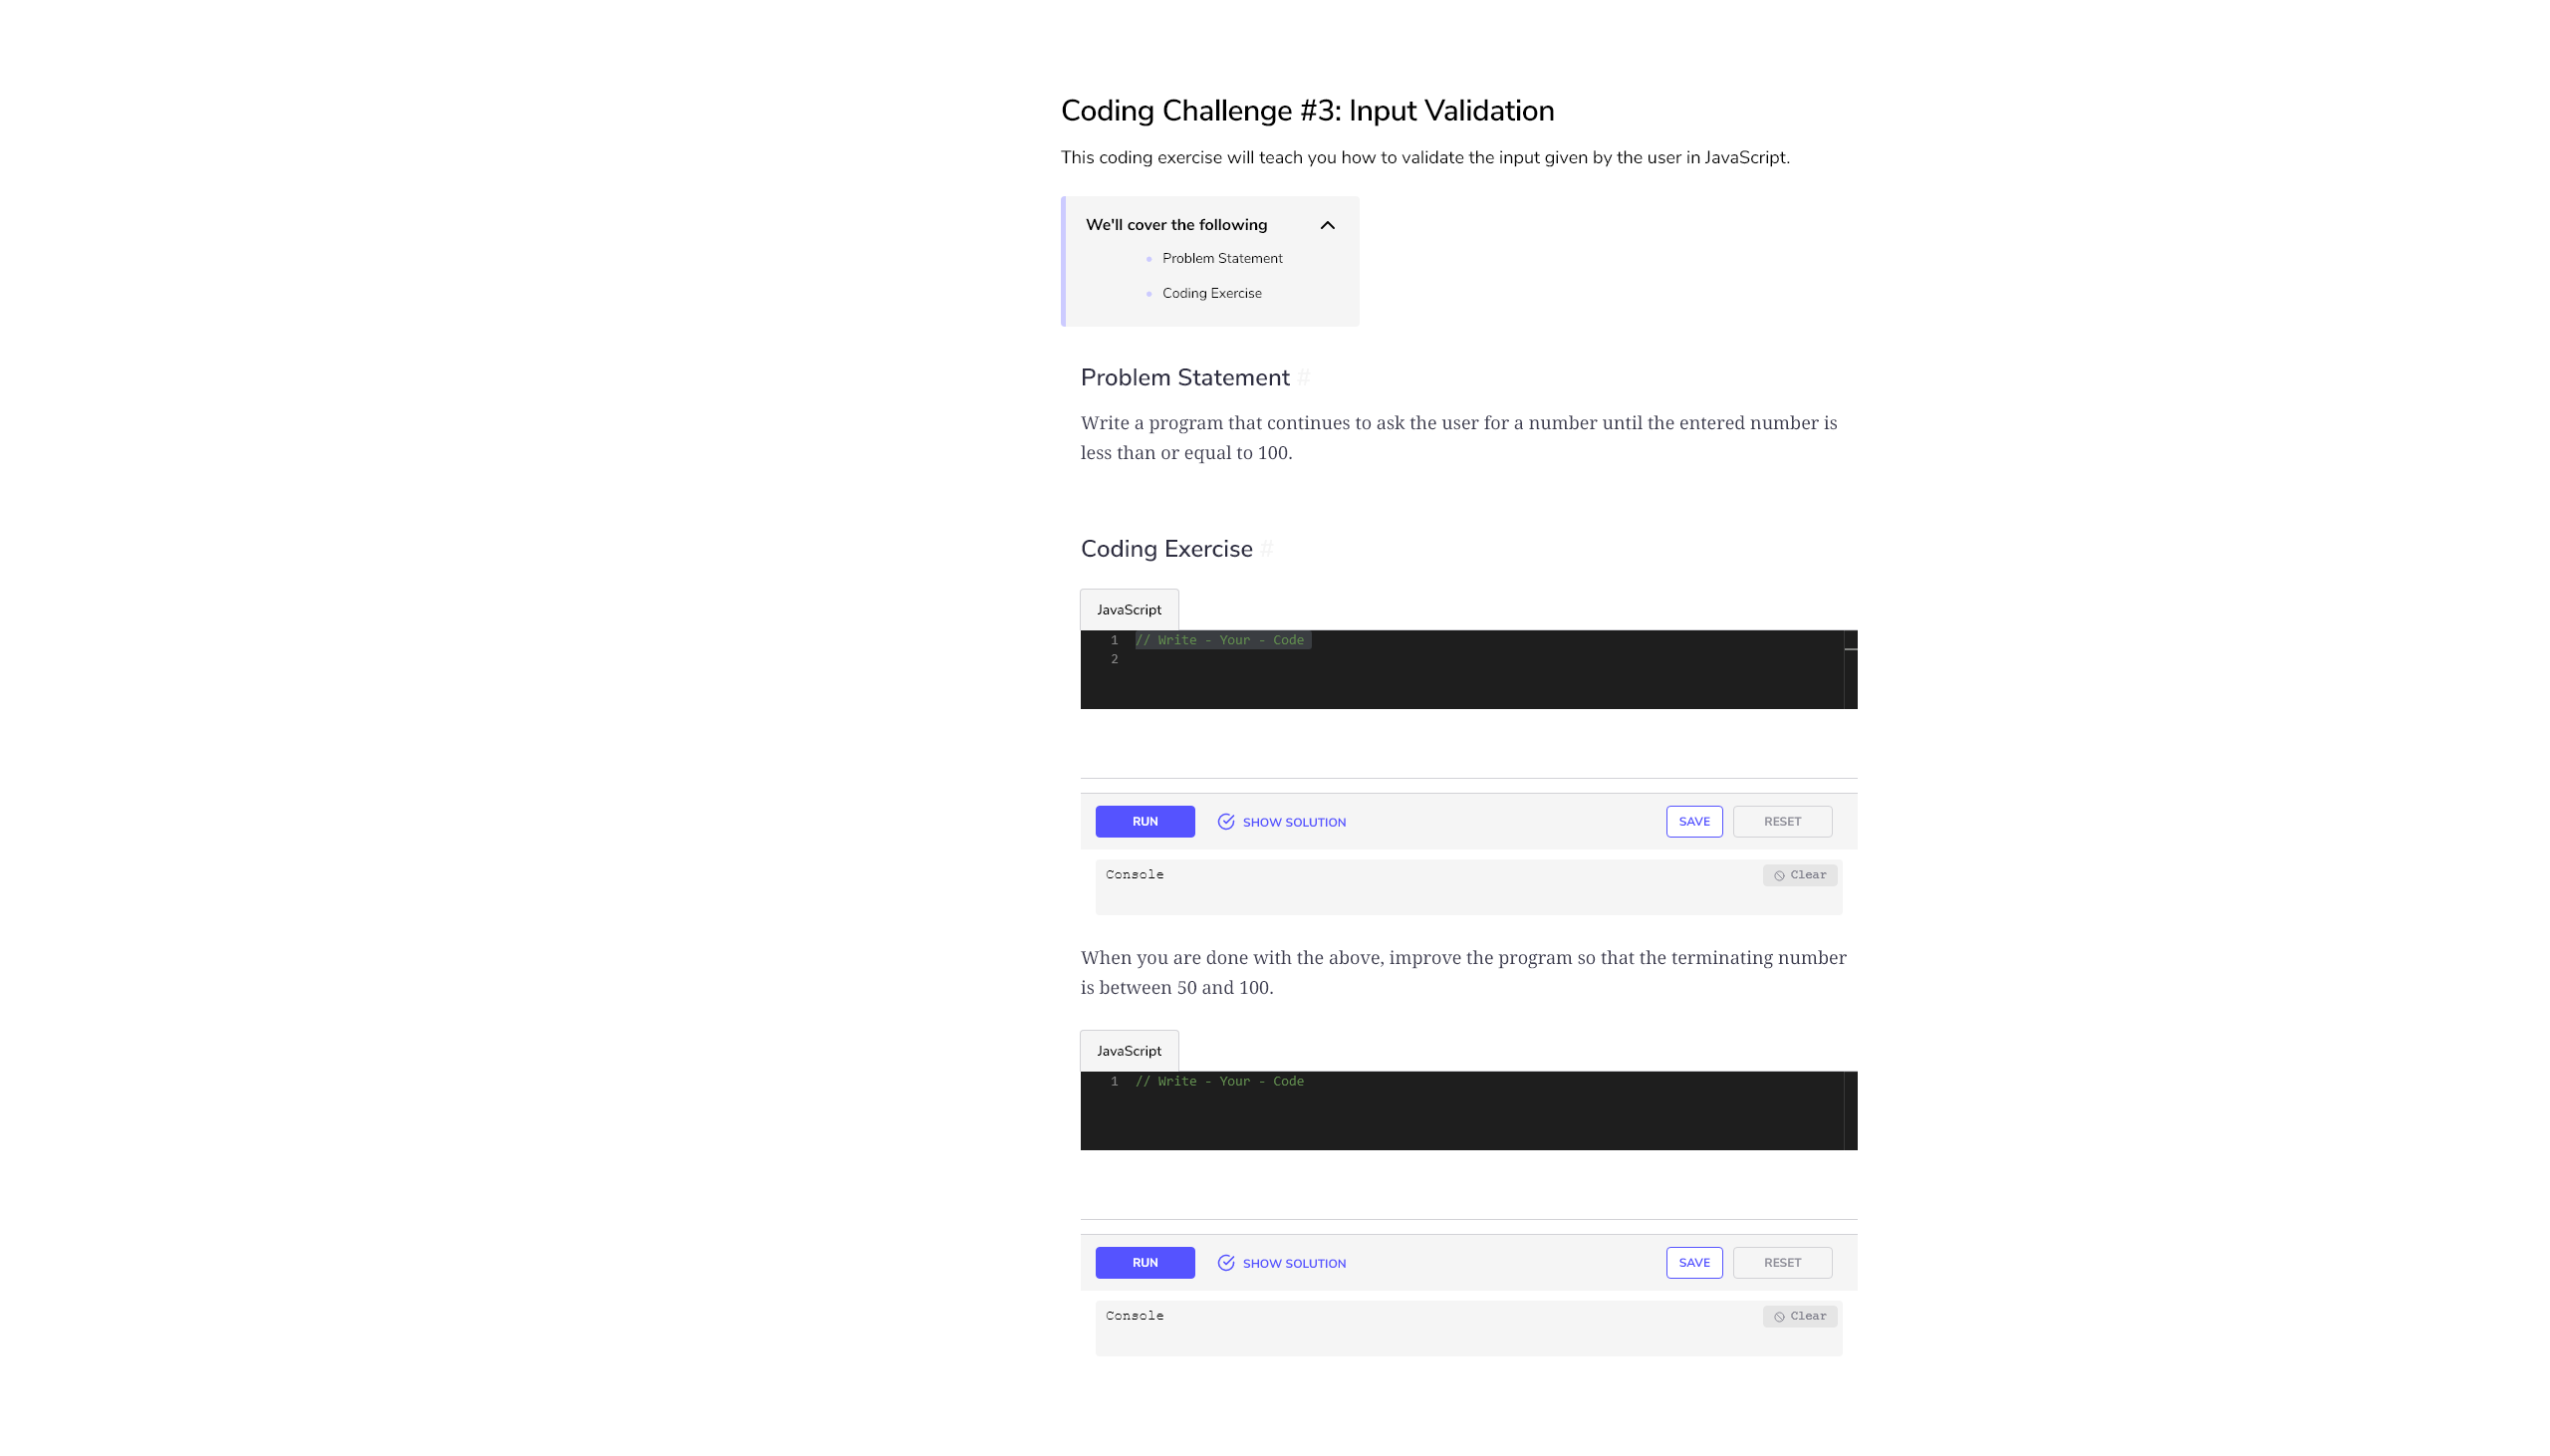 Coding Challenge #3: Input Validation
This coding exercise will teach you how to validate the input given by the user in JavaScript.
We'll cover the following
Problem Statement
Coding Exercise
Problem Statement #
Write a program that continues to ask the user for a number until the entered number is
less than or equal to 100.
Coding Exercise #
JavaScript
1 // Write - Your - Code
2
RUN SHOW SOLUTION SAVE RESET
Console Clear
When you are done with the above, improve the program so that the terminating number
is between 50 and 100.
JavaScript
1 // Write - Your - Code
RUN SHOW SOLUTION SAVE RESET
Console Clear